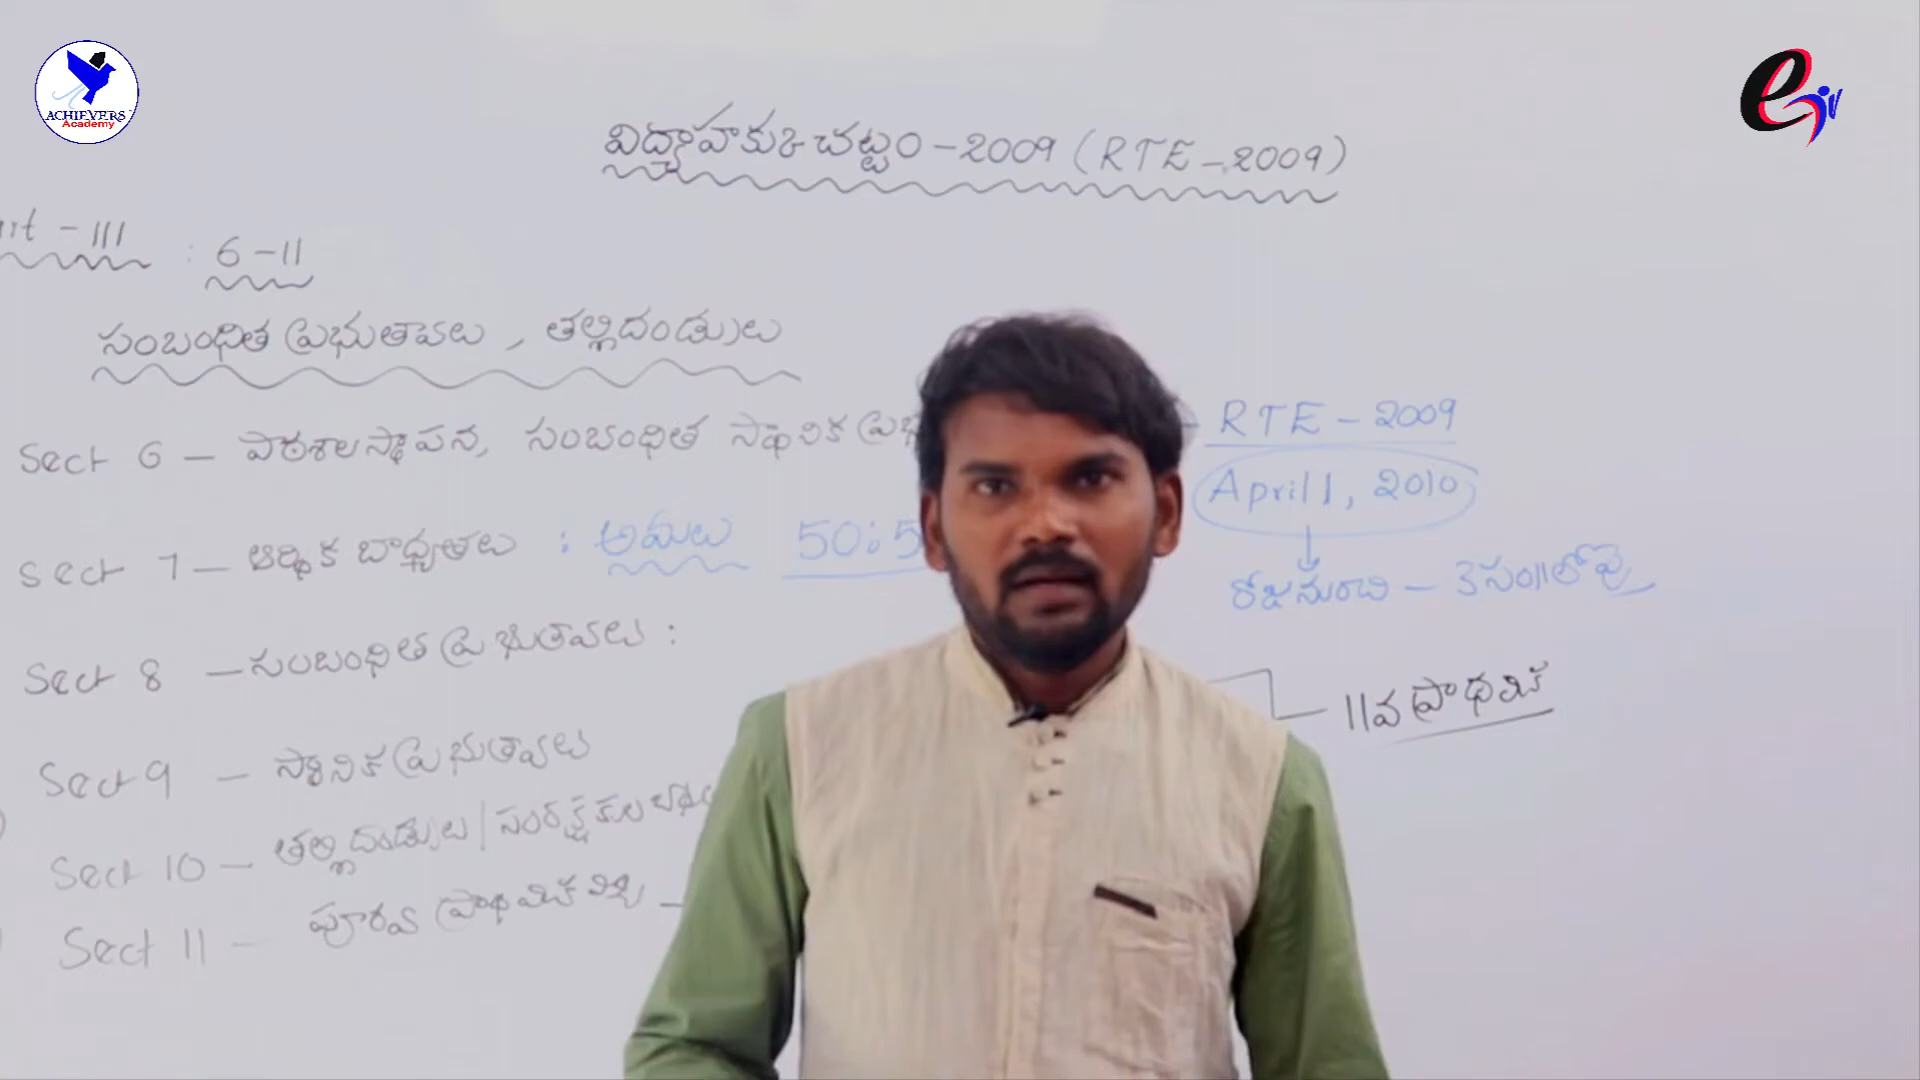 ACHIEVERS
Academy
విద్యాహక్కు చట్టం - 2009 (RTE - 2009)
- III : 6 - 11
సంబంధిత ప్రభుత్వాలు, తల్లిదండ్రులు
Sect 6 - పాఠశాల స్థాపన, సంబంధిత స్థానిక
RTE - 2009
April 1, 2010
Sect 7 - ఆర్థిక బాధ్యతలు : అమలు 50:5
రోజునుంచి - 3సం॥లోపు
Sect 8 - సంబంధిత ప్రభుత్వాలు :
11వ ప్రాథమిక
Sect 9 - స్థానిక ప్రభుత్వాలు
Sect 10 - తల్లిదండ్రులు / సంరక్షకుల
Sect 11 - పూర్వ ప్రాథమిక విద్య -